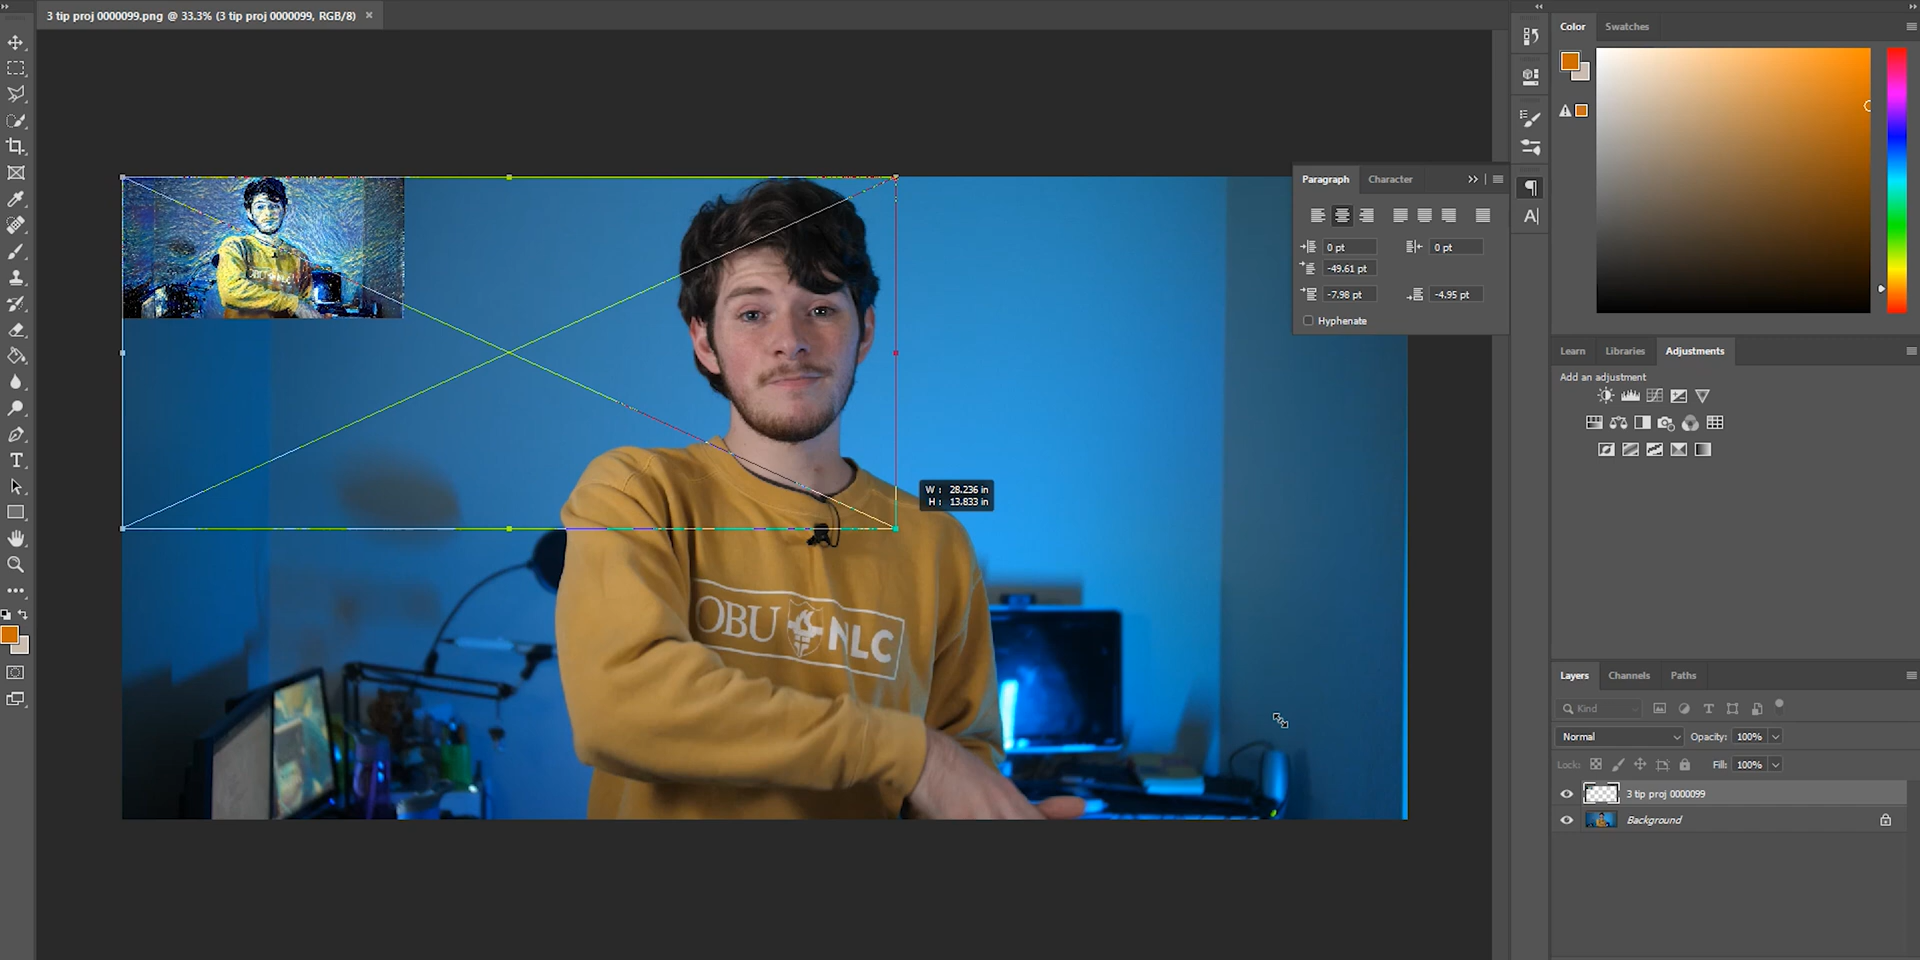 3 tip proj 0000099.png @ 33.3% (3 tip proj 0000099, RGB/8) ×
Color Swatches
Paragraph Character
0 pt 0 pt
-49.61 pt
-7.98 pt -4.95 pt
Hyphenate
Learn Libraries Adjustments
Add an adjustment
W: 28.236 in
H: 13.833 in
OBU NLC
Layers Channels Paths
Kind
Normal Opacity: 100%
Lock: Fill: 100%
3 tip proj 0000099
Background